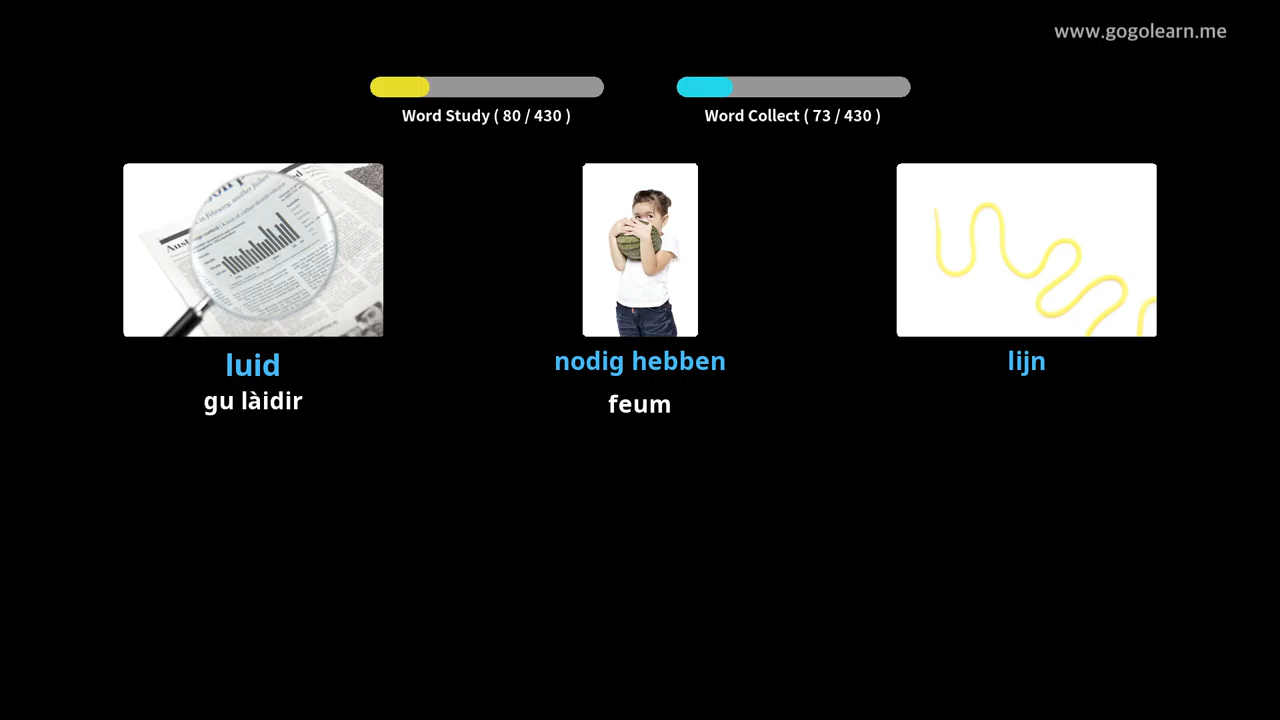 www.gogolearn.me
Word Study ( 80 / 430 )
Word Collect ( 73 / 430 )
luid
gu làidir
nodig hebben
feum
lijn